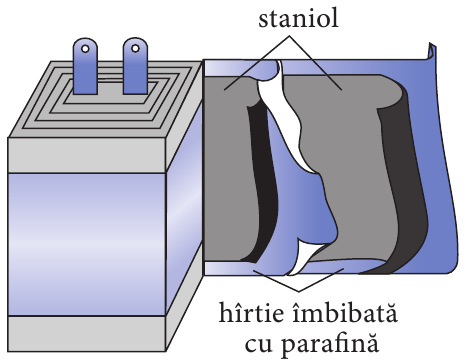 staniol
hîrtie îmbibată
cu parafină